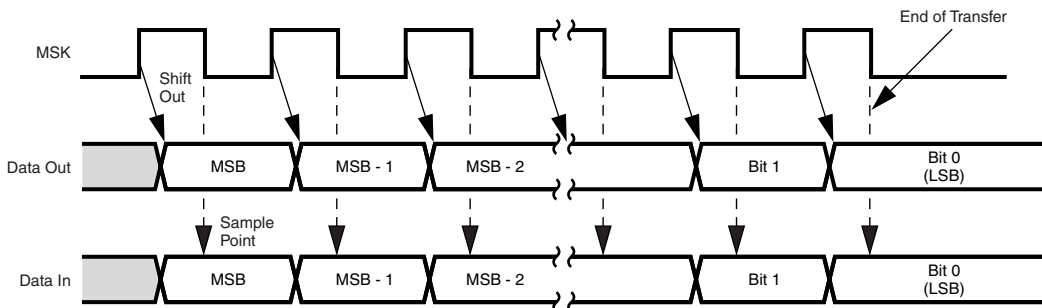 End of Transfer
MSK
Shift
Out
Data Out
MSB
MSB - 1
MSB - 2
Bit 1
Bit 0
(LSB)
Sample
Point
Data In
MSB
MSB - 1
MSB - 2
Bit 1
Bit 0
(LSB)